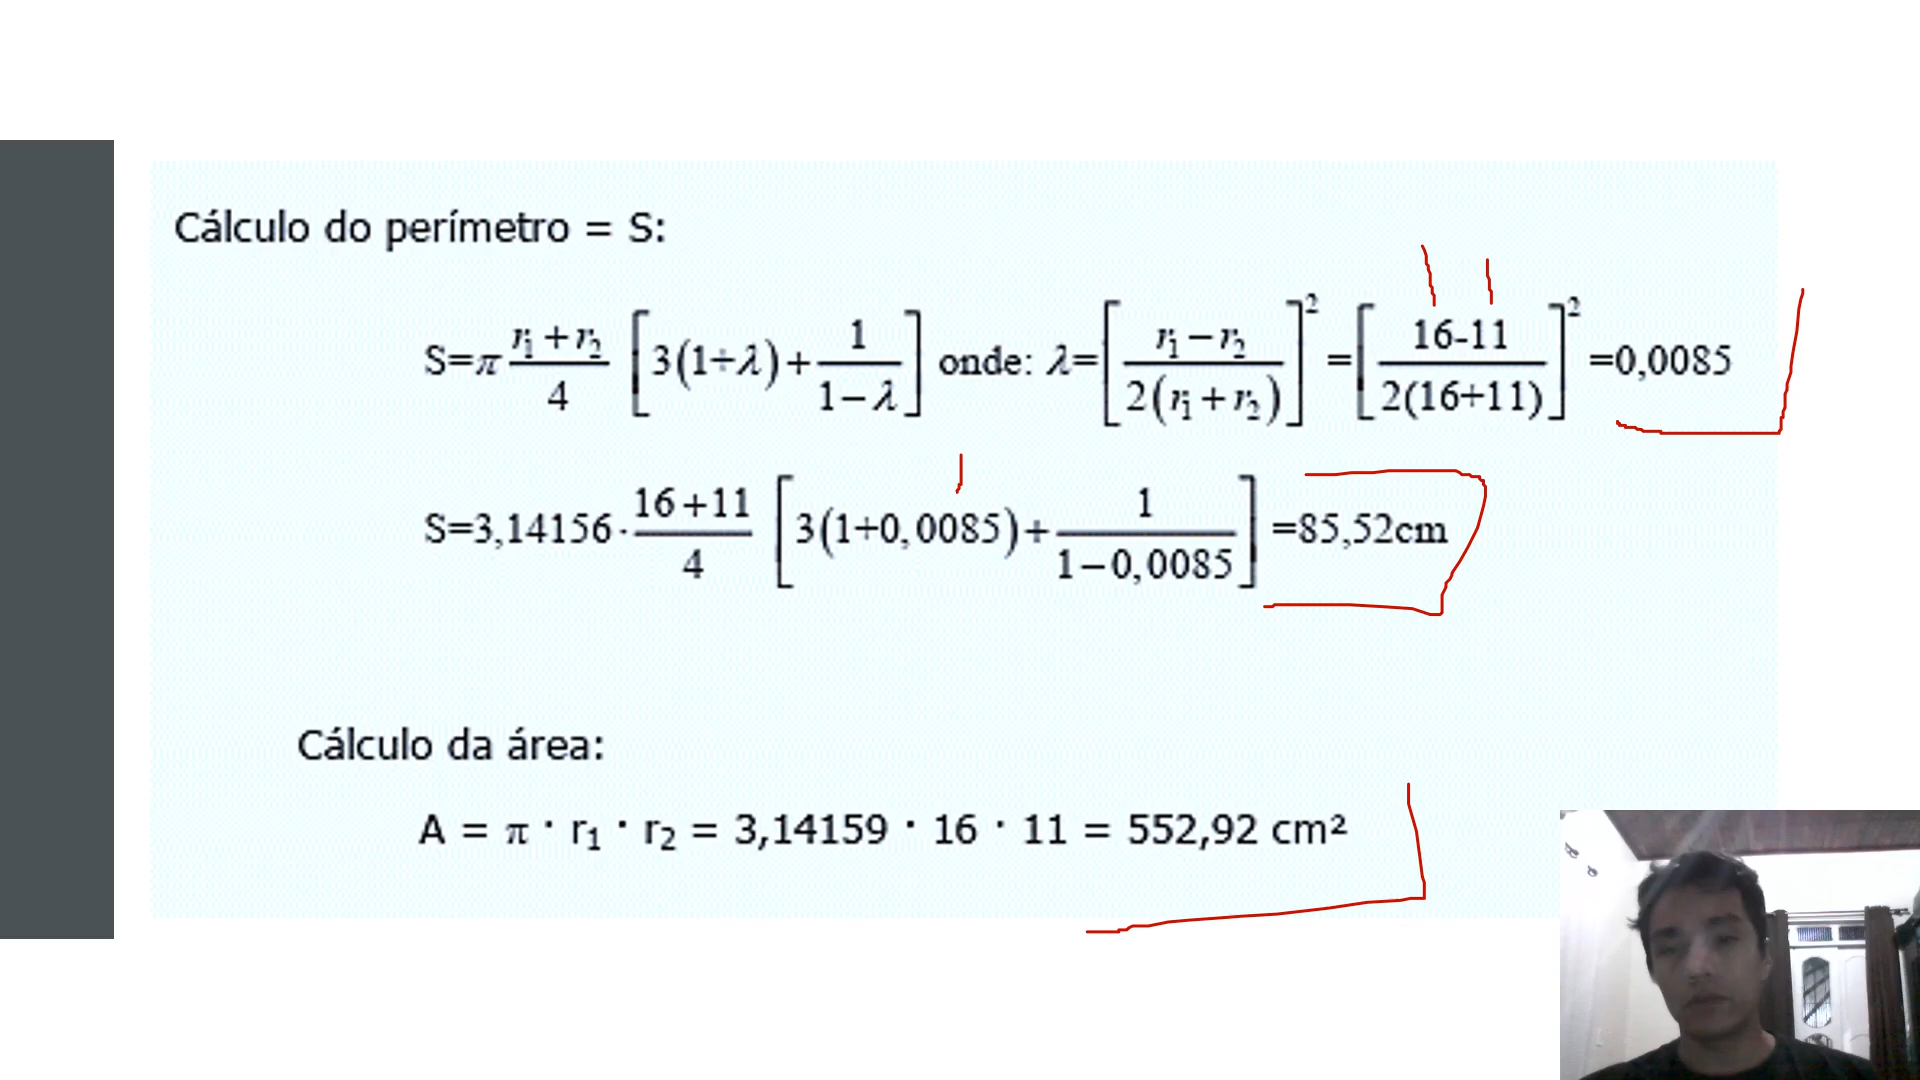 Cálculo do perímetro = S:
S=π (r₁+r₂)/4 [3(1+λ)+1/(1−λ)] onde: λ=[(r₁−r₂)/(2(r₁+r₂))]² =[(16-11)/(2(16+11))]² =0,0085
S=3,14156·(16+11)/4 [3(1+0,0085)+1/(1−0,0085)] =85,52cm
Cálculo da área:
A = π · r₁ · r₂ = 3,14159 · 16 · 11 = 552,92 cm²